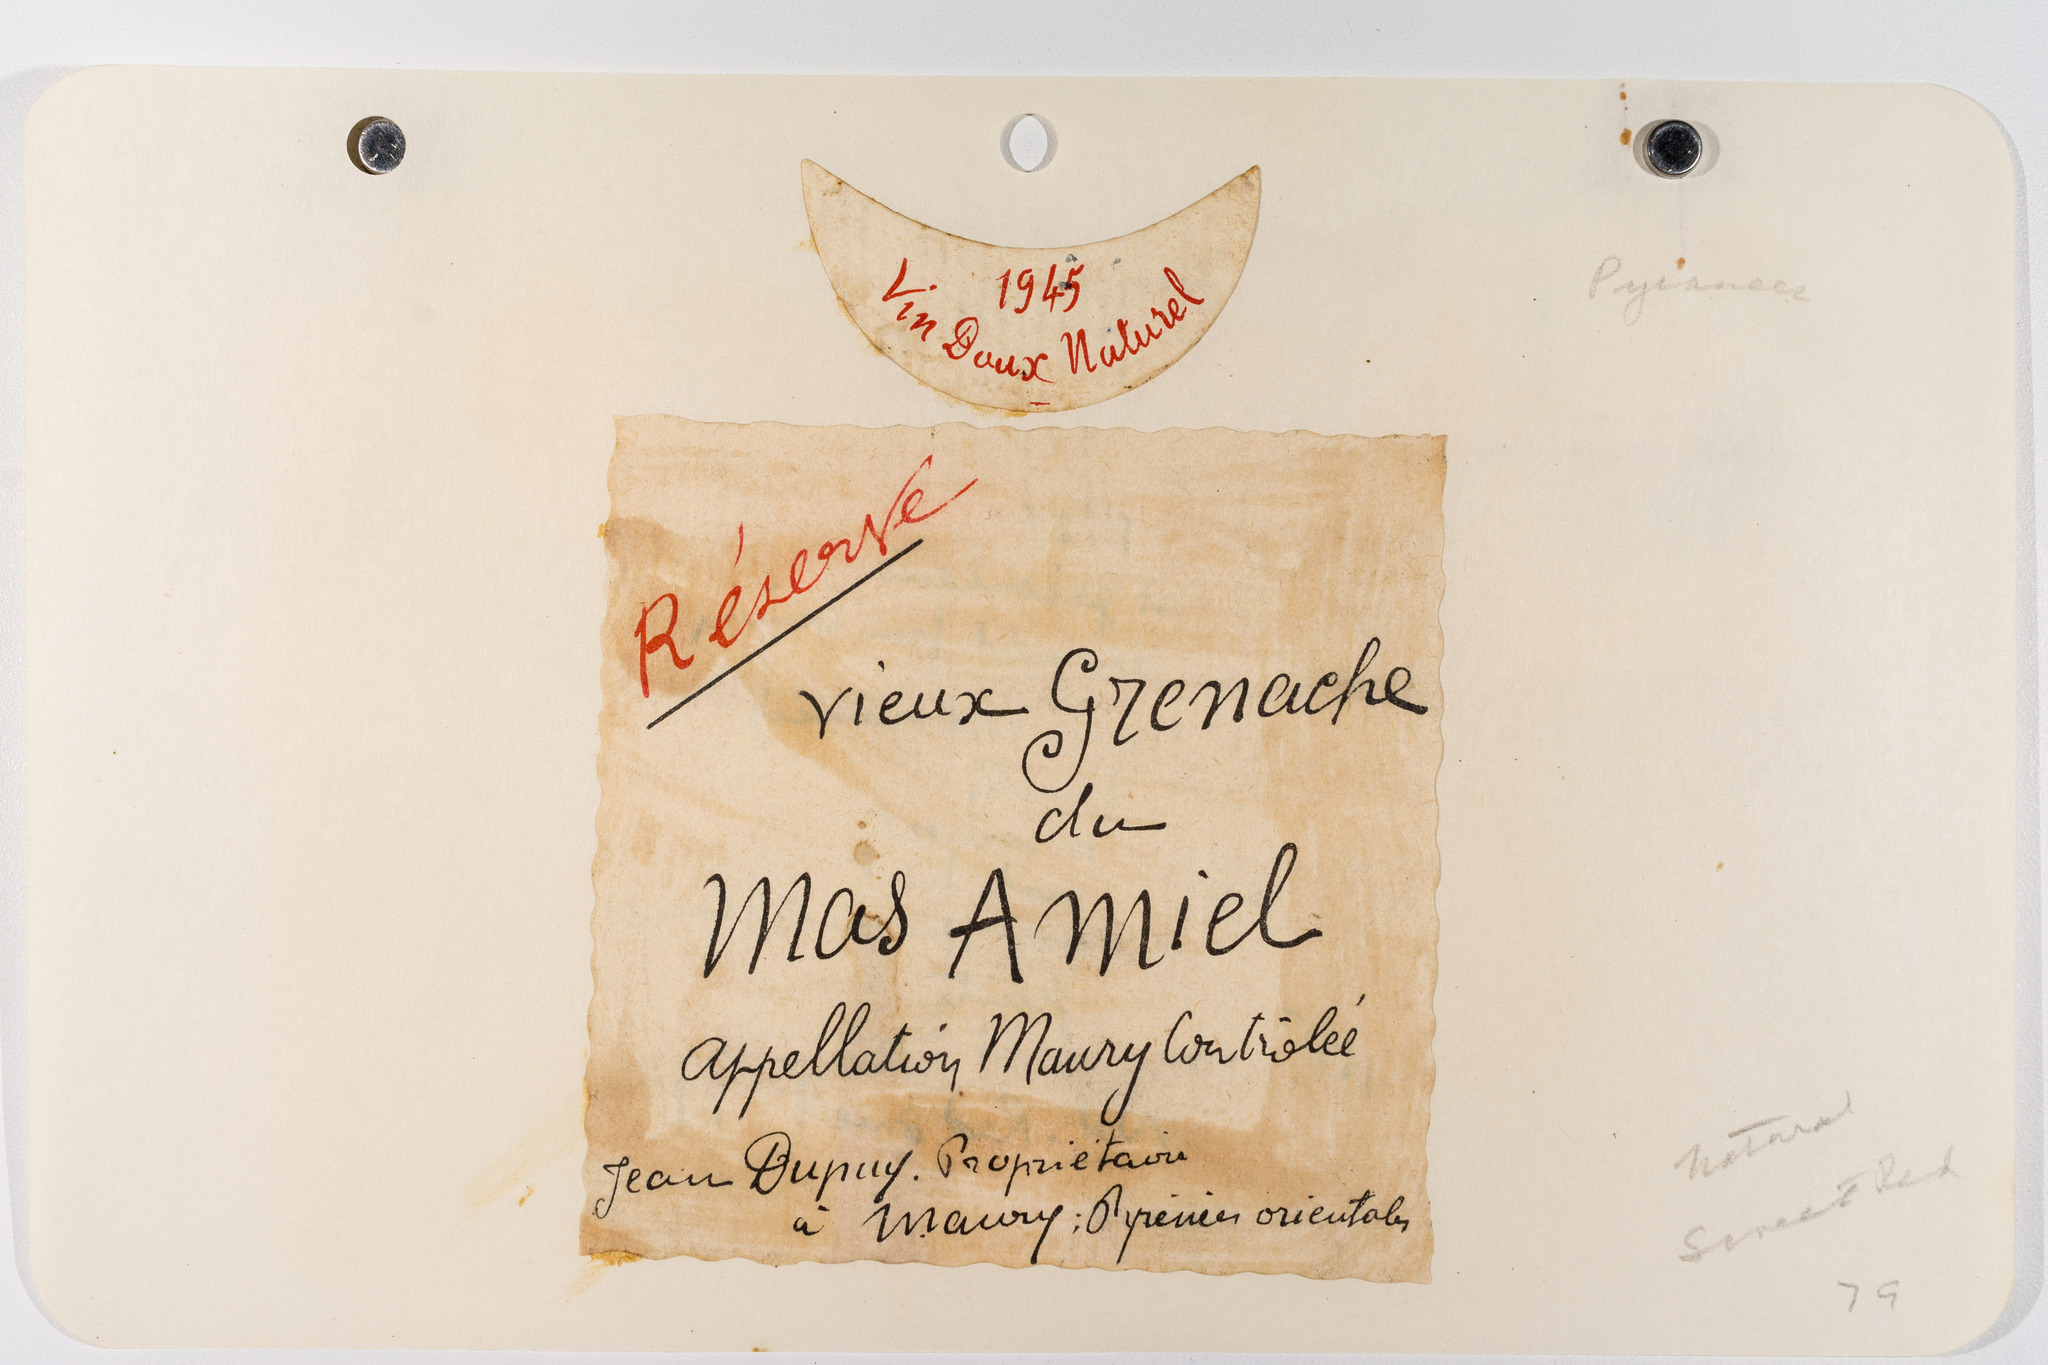 1945
Vin Doux Naturel
Pyranees
Réserve
vieux Grenache
du
Mas Amiel
Appellation Maury Contrôlée
Jean Dupuy. Propriétaire
à Maury; Pyrénées orientales
Natural
Sweet Red
79